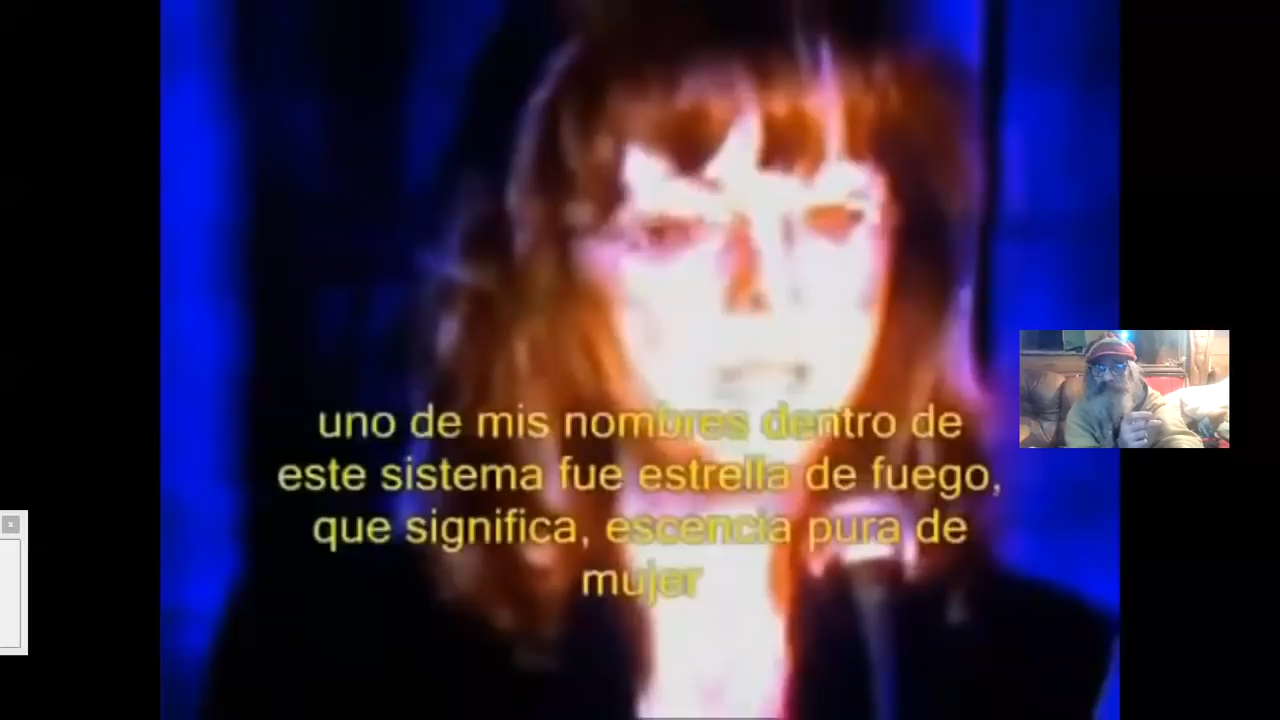 uno de mis nombres dentro de
este sistema fue estrella de fuego,
que significa, escencia pura de
mujer
x